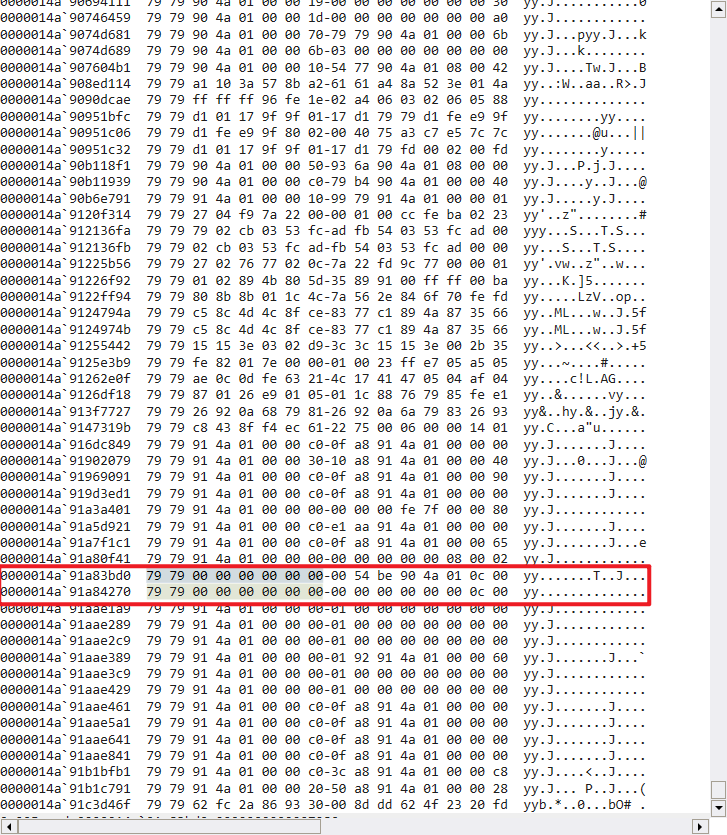 0000014a`90694111  79 79 90 4a 01 00 00 19-00 00 00 00 00 00 00 30  yy.J...........0
0000014a`90746459  79 79 90 4a 01 00 00 1d-00 00 00 00 00 00 00 a0  yy.J............
0000014a`9074d681  79 79 90 4a 01 00 00 70-79 79 90 4a 01 00 00 6b  yy.J...pyy.J...k
0000014a`9074d689  79 79 90 4a 01 00 00 6b-03 00 00 00 00 00 00 00  yy.J...k........
0000014a`907604b1  79 79 90 4a 01 00 00 10-54 77 90 4a 01 08 00 42  yy.J....Tw.J...B
0000014a`908ed114  79 79 a1 10 3a 57 8b a2-61 61 a4 8a 52 3e 01 4a  yy..:W..aa..R>.J
0000014a`9090dcae  79 79 ff ff ff 96 fe 1e-02 a4 06 03 02 06 05 88  yy..............
0000014a`90951bfc  79 79 d1 01 17 9f 9f 01-17 d1 79 79 d1 fe e9 9f  yy........yy....
0000014a`90951c06  79 79 d1 fe e9 9f 80 02-00 40 75 a3 c7 e5 7c 7c  yy.......@u...||
0000014a`90951c32  79 79 d1 01 17 9f 9f 01-17 d1 79 fd 00 02 00 fd  yy........y.....
0000014a`90b118f1  79 79 90 4a 01 00 00 50-93 6a 90 4a 01 08 00 00  yy.J...P.j.J....
0000014a`90b11939  79 79 90 4a 01 00 00 c0-79 b4 90 4a 01 00 00 40  yy.J....y..J...@
0000014a`90b6e791  79 79 91 4a 01 00 00 10-99 79 91 4a 01 00 00 01  yy.J.....y.J....
0000014a`9120f314  79 79 27 04 f9 7a 22 00-00 01 00 cc fe ba 02 23  yy'..z"........#
0000014a`912136fa  79 79 79 02 cb 03 53 fc-ad fb 54 03 53 fc ad 00  yyy...S...T.S...
0000014a`912136fb  79 79 02 cb 03 53 fc ad-fb 54 03 53 fc ad 00 00  yy...S...T.S....
0000014a`91225b56  79 79 27 02 76 77 02 0c-7a 22 fd 9c 77 00 00 01  yy'.vw..z"..w...
0000014a`91226f92  79 79 01 02 89 4b 80 5d-35 89 91 00 ff ff 00 ba  yy...K.]5.......
0000014a`9122ff94  79 79 80 8b 8b 01 1c 4c-7a 56 2e 84 6f 70 fe fd  yy.....LzV..op..
0000014a`9124794a  79 79 c5 8c 4d 4c 8f ce-83 77 c1 89 4a 87 35 66  yy..ML...w..J.5f
0000014a`9124974b  79 79 c5 8c 4d 4c 8f ce-83 77 c1 89 4a 87 35 66  yy..ML...w..J.5f
0000014a`91255442  79 79 15 15 3e 03 02 d9-3c 3c 15 15 3e 00 2b 35  yy..>...<<..>.+5
0000014a`9125e3b9  79 79 fe 82 01 7e 00 00-01 00 23 ff e7 05 a5 05  yy...~....#.....
0000014a`91262e0f  79 79 ae 0c 0d fe 63 21-4c 17 41 47 05 04 af 04  yy....c!L.AG....
0000014a`9126df18  79 79 87 01 26 e9 01 05-01 1c 88 76 79 85 fe e1  yy..&......vy...
0000014a`913f7727  79 79 26 92 0a 68 79 81-26 92 0a 6a 79 83 26 93  yy&..hy.&..jy.&.
0000014a`9147319b  79 79 c8 43 8f f4 ec 61-22 75 00 06 00 00 14 01  yy.C...a"u......
0000014a`916dc849  79 79 91 4a 01 00 00 c0-0f a8 91 4a 01 00 00 00  yy.J.......J....
0000014a`91902079  79 79 91 4a 01 00 00 30-10 a8 91 4a 01 00 00 40  yy.J...0...J...@
0000014a`91969091  79 79 91 4a 01 00 00 c0-0f a8 91 4a 01 00 00 90  yy.J.......J....
0000014a`919d3ed1  79 79 91 4a 01 00 00 c0-0f a8 91 4a 01 00 00 00  yy.J.......J....
0000014a`91a3a401  79 79 91 4a 01 00 00 00-00 00 00 fe 7f 00 00 80  yy.J............
0000014a`91a5d921  79 79 91 4a 01 00 00 c0-e1 aa 91 4a 01 00 00 00  yy.J.......J....
0000014a`91a7f1c1  79 79 91 4a 01 00 00 c0-0f a8 91 4a 01 00 00 65  yy.J.......J...e
0000014a`91a80f41  79 79 91 4a 01 00 00 00-00 00 00 00 00 08 00 02  yy.J............
0000014a`91a83bd0  79 79 00 00 00 00 00 00-00 54 be 90 4a 01 0c 00  yy.......T..J...
0000014a`91a84270  79 79 00 00 00 00 00 00-00 00 00 00 00 00 0c 00  yy..............
0000014a`91aae1a9  79 79 91 4a 01 00 00 c0-0f a8 91 4a 01 00 00 00  yy.J.......J....
0000014a`91aae289  79 79 91 4a 01 00 00 00-01 00 00 00 00 00 00 00  yy.J............
0000014a`91aae2c9  79 79 91 4a 01 00 00 00-01 00 00 00 00 00 00 00  yy.J............
0000014a`91aae389  79 79 91 4a 01 00 00 00-01 92 91 4a 01 00 00 60  yy.J.......J...`
0000014a`91aae3c9  79 79 91 4a 01 00 00 00-01 00 00 00 00 00 00 00  yy.J............
0000014a`91aae429  79 79 91 4a 01 00 00 00-01 00 00 00 00 00 00 00  yy.J............
0000014a`91aae461  79 79 91 4a 01 00 00 c0-0f a8 91 4a 01 00 00 00  yy.J.......J....
0000014a`91aae5a1  79 79 91 4a 01 00 00 c0-0f a8 91 4a 01 00 00 00  yy.J.......J....
0000014a`91aae641  79 79 91 4a 01 00 00 c0-0f a8 91 4a 01 00 00 00  yy.J.......J....
0000014a`91aae841  79 79 91 4a 01 00 00 c0-0f a8 91 4a 01 00 00 00  yy.J.......J....
0000014a`91b1bfb1  79 79 91 4a 01 00 00 c0-3c a8 91 4a 01 00 00 c8  yy.J....<..J....
0000014a`91b1c791  79 79 91 4a 01 00 00 20-50 a8 91 4a 01 00 00 28  yy.J... P..J...(
0000014a`91c3d46f  79 79 62 fc 2a 86 93 30-00 8d dd 62 4f 23 20 fd  yyb.*..0...bO# .